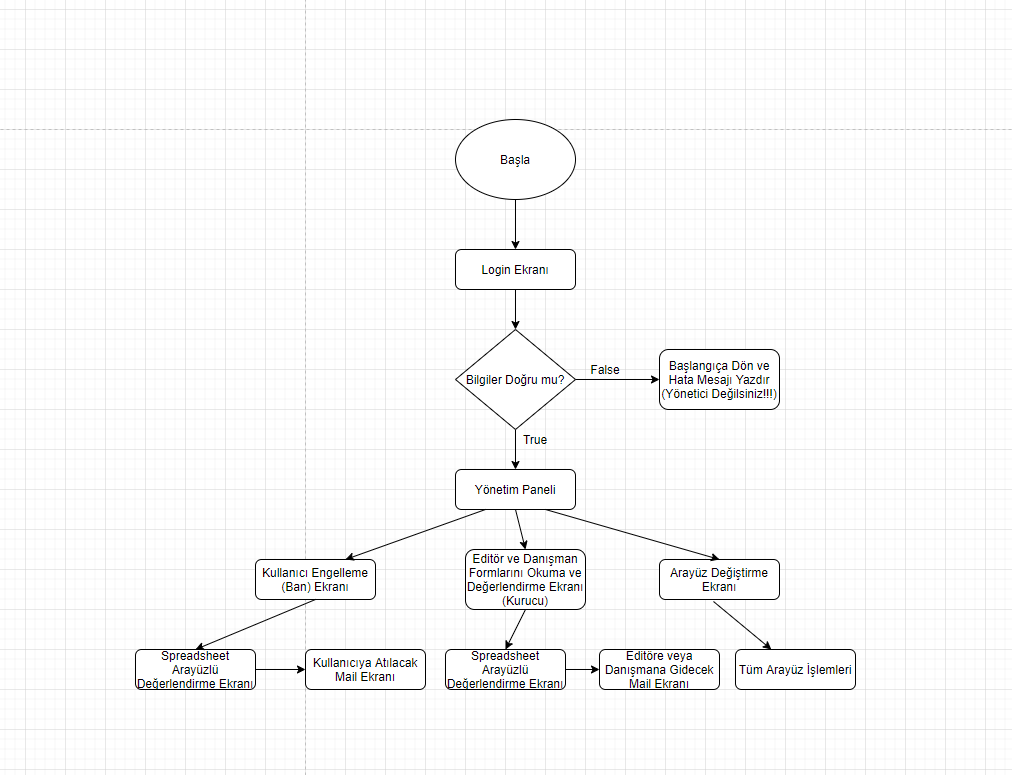 Başla
Login Ekranı
Bilgiler Doğru mu?
False
Başlangıça Dön ve
Hata Mesajı Yazdır
(Yönetici Değilsiniz!!!)
True
Yönetim Paneli
Kullanıcı Engelleme
(Ban) Ekranı
Editör ve Danışman
Formlarını Okuma ve
Değerlendirme Ekranı
(Kurucu)
Arayüz Değiştirme
Ekranı
Spreadsheet
Arayüzlü
Değerlendirme Ekranı
Kullanıcıya Atılacak
Mail Ekranı
Spreadsheet
Arayüzlü
Değerlendirme Ekranı
Editöre veya
Danışmana Gidecek
Mail Ekranı
Tüm Arayüz İşlemleri